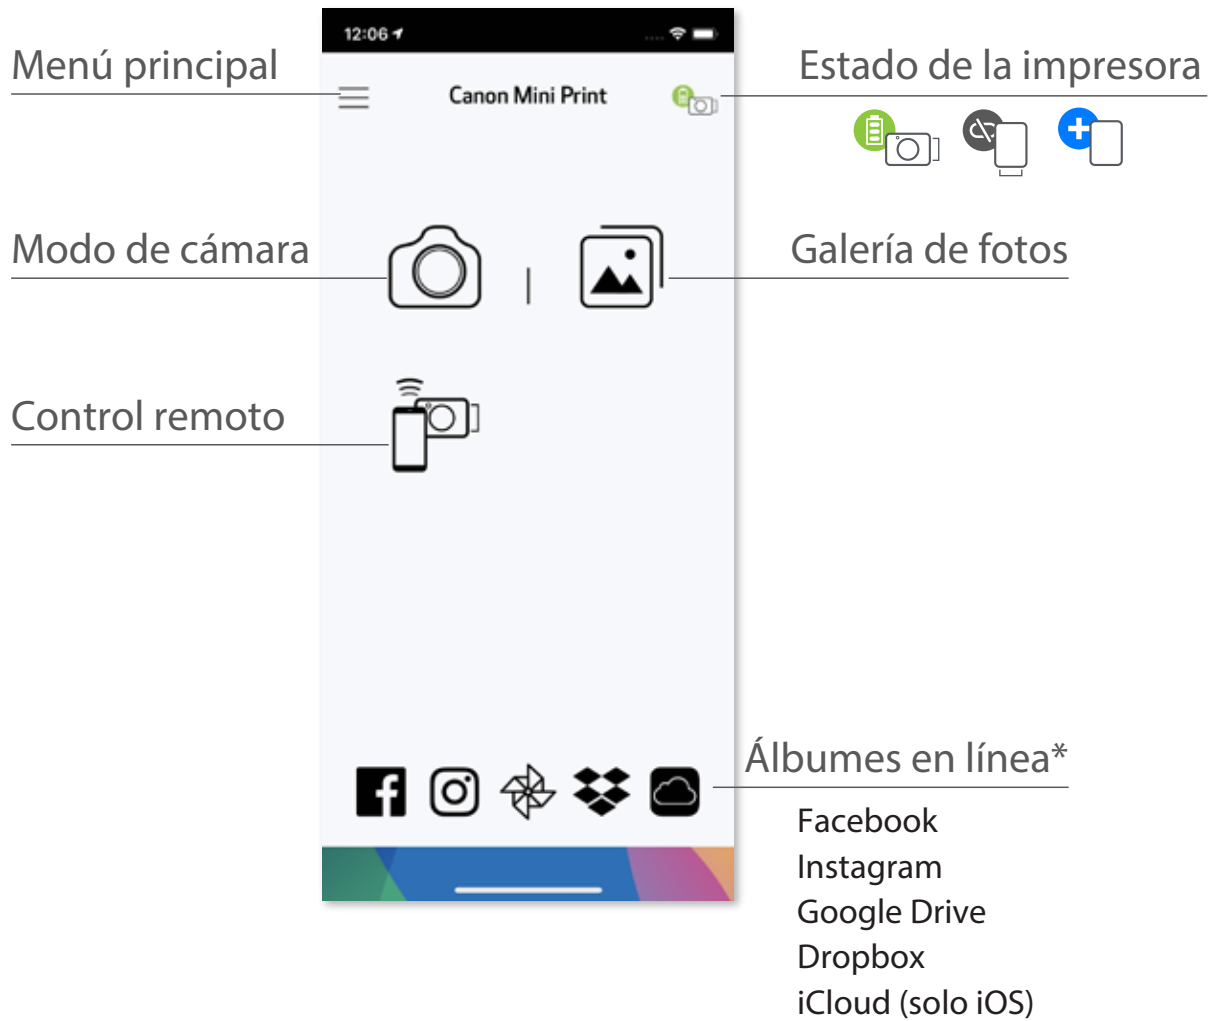 12:06
Menú principal
Canon Mini Print
Estado de la impresora
Modo de cámara
Galería de fotos
Control remoto
Álbumes en línea*
Facebook
Instagram
Google Drive
Dropbox
iCloud (solo iOS)